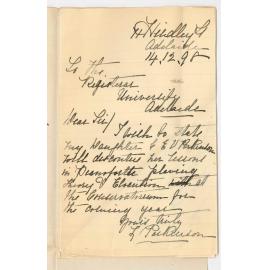 Hindley St
Adelaide
14.12.98
To The
Registrar
University
Adelaide
Dear Sir/ I wish to state
my Daughter C E V Parkinson
will discontinue her lessons
in Pianoforte playing
Theory & Elocution at
the Conservatorium for
the coming year
Yours truly
Parkinson